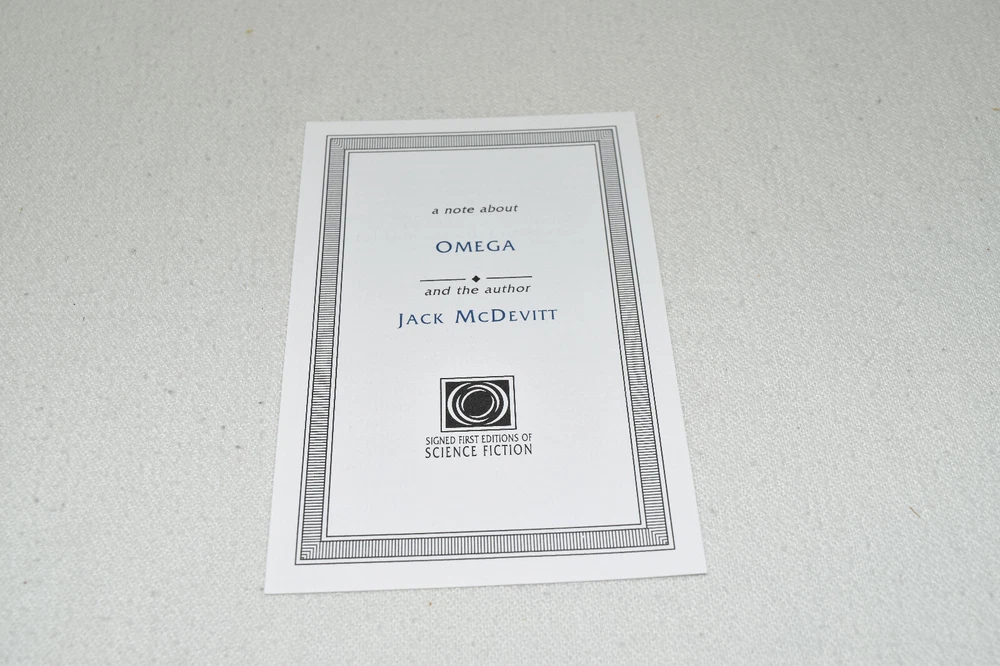 a note about
OMEGA
and the author
JACK MCDEVITT
SIGNED FIRST EDITIONS OF
SCIENCE FICTION